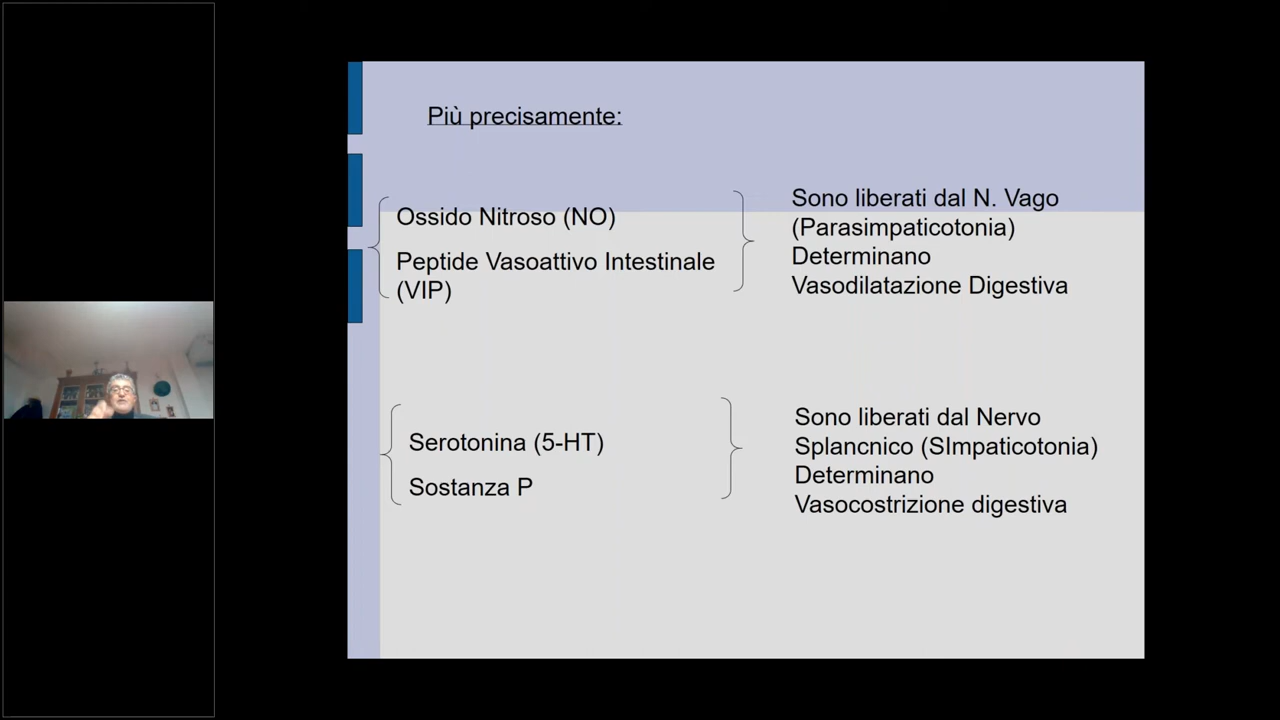 Più precisamente:
Ossido Nitroso (NO)
Peptide Vasoattivo Intestinale
(VIP)
Sono liberati dal N. Vago
(Parasimpaticotonia)
Determinano
Vasodilatazione Digestiva
Serotonina (5-HT)
Sostanza P
Sono liberati dal Nervo
Splancnico (SImpaticotonia)
Determinano
Vasocostrizione digestiva